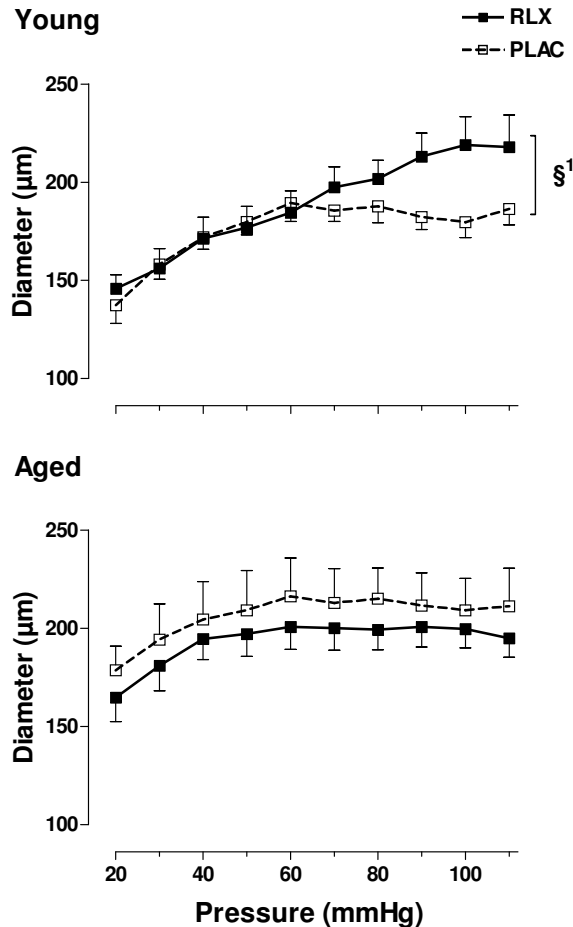 Young
RLX
PLAC
250
200
150
100
Diameter (µm)
§1
Aged
250
200
150
100
Diameter (µm)
20 40 60 80 100
Pressure (mmHg)